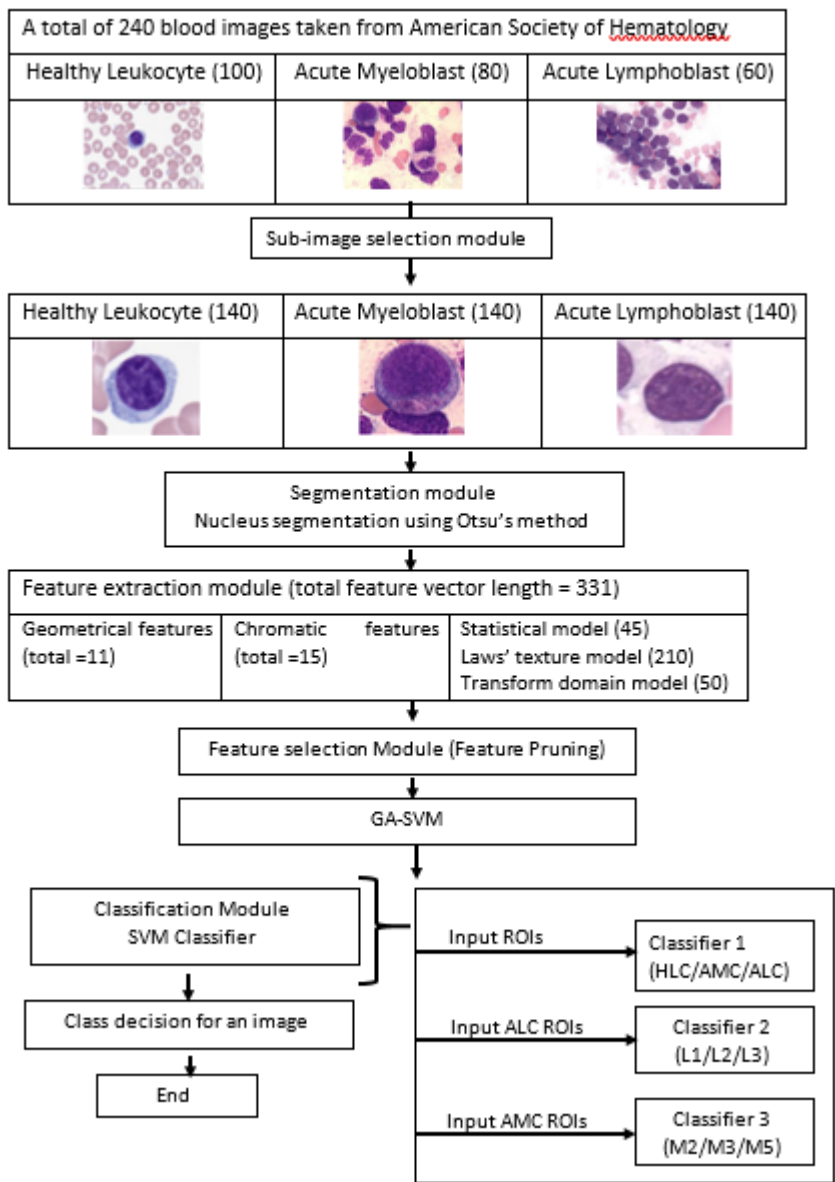 A total of 240 blood images taken from American Society of Hematology
Healthy Leukocyte (100)
Acute Myeloblast (80)
Acute Lymphoblast (60)
Sub-image selection module
Healthy Leukocyte (140)
Acute Myeloblast (140)
Acute Lymphoblast (140)
Segmentation module
Nucleus segmentation using Otsu's method
Feature extraction module (total feature vector length = 331)
Geometrical features
(total =11)
Chromatic features
(total =15)
Statistical model (45)
Laws' texture model (210)
Transform domain model (50)
Feature selection Module (Feature Pruning)
GA-SVM
Classification Module
SVM Classifier
Class decision for an image
End
Input ROIs
Classifier 1
(HLC/AMC/ALC)
Input ALC ROIs
Classifier 2
(L1/L2/L3)
Input AMC ROIs
Classifier 3
(M2/M3/M5)